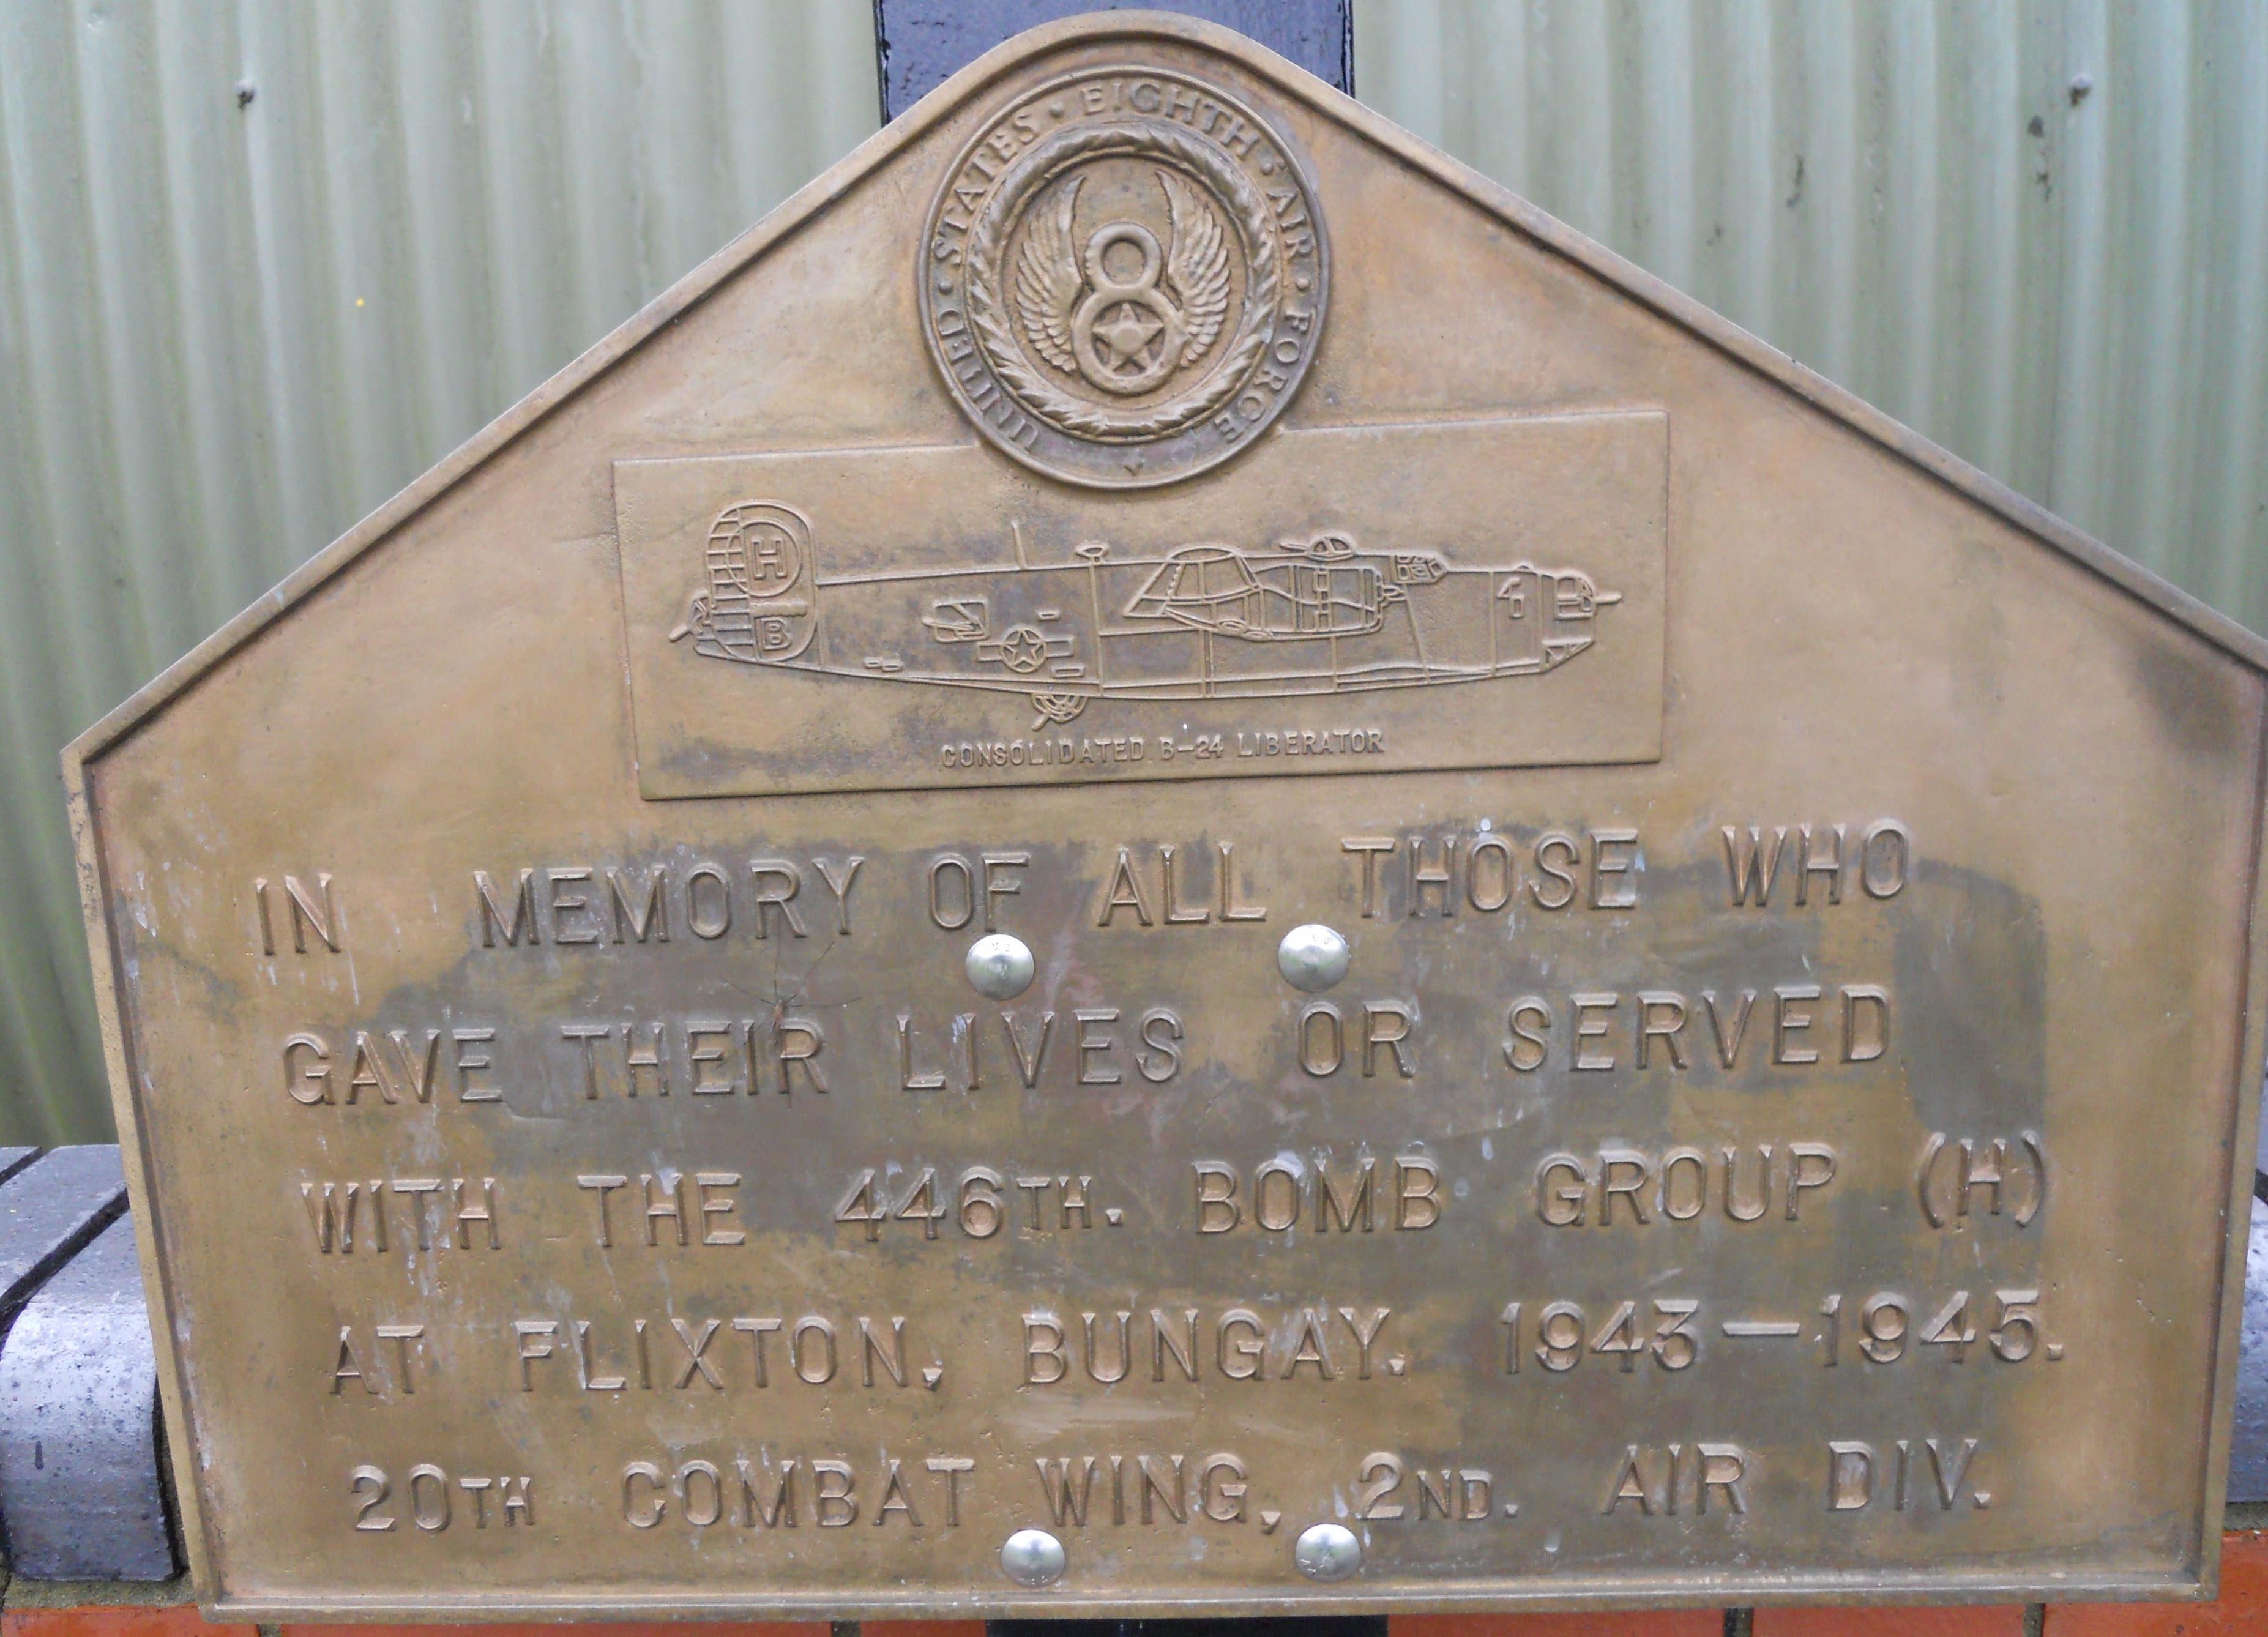 UNITED · STATES · EIGHTH · AIR · FORCE
8
H
B
CONSOLIDATED B-24 LIBERATOR
IN MEMORY OF ALL THOSE WHO
GAVE THEIR LIVES OR SERVED
WITH THE 446TH. BOMB GROUP (H)
AT FLIXTON, BUNGAY. 1943-1945.
20TH COMBAT WING, 2ND. AIR DIV.